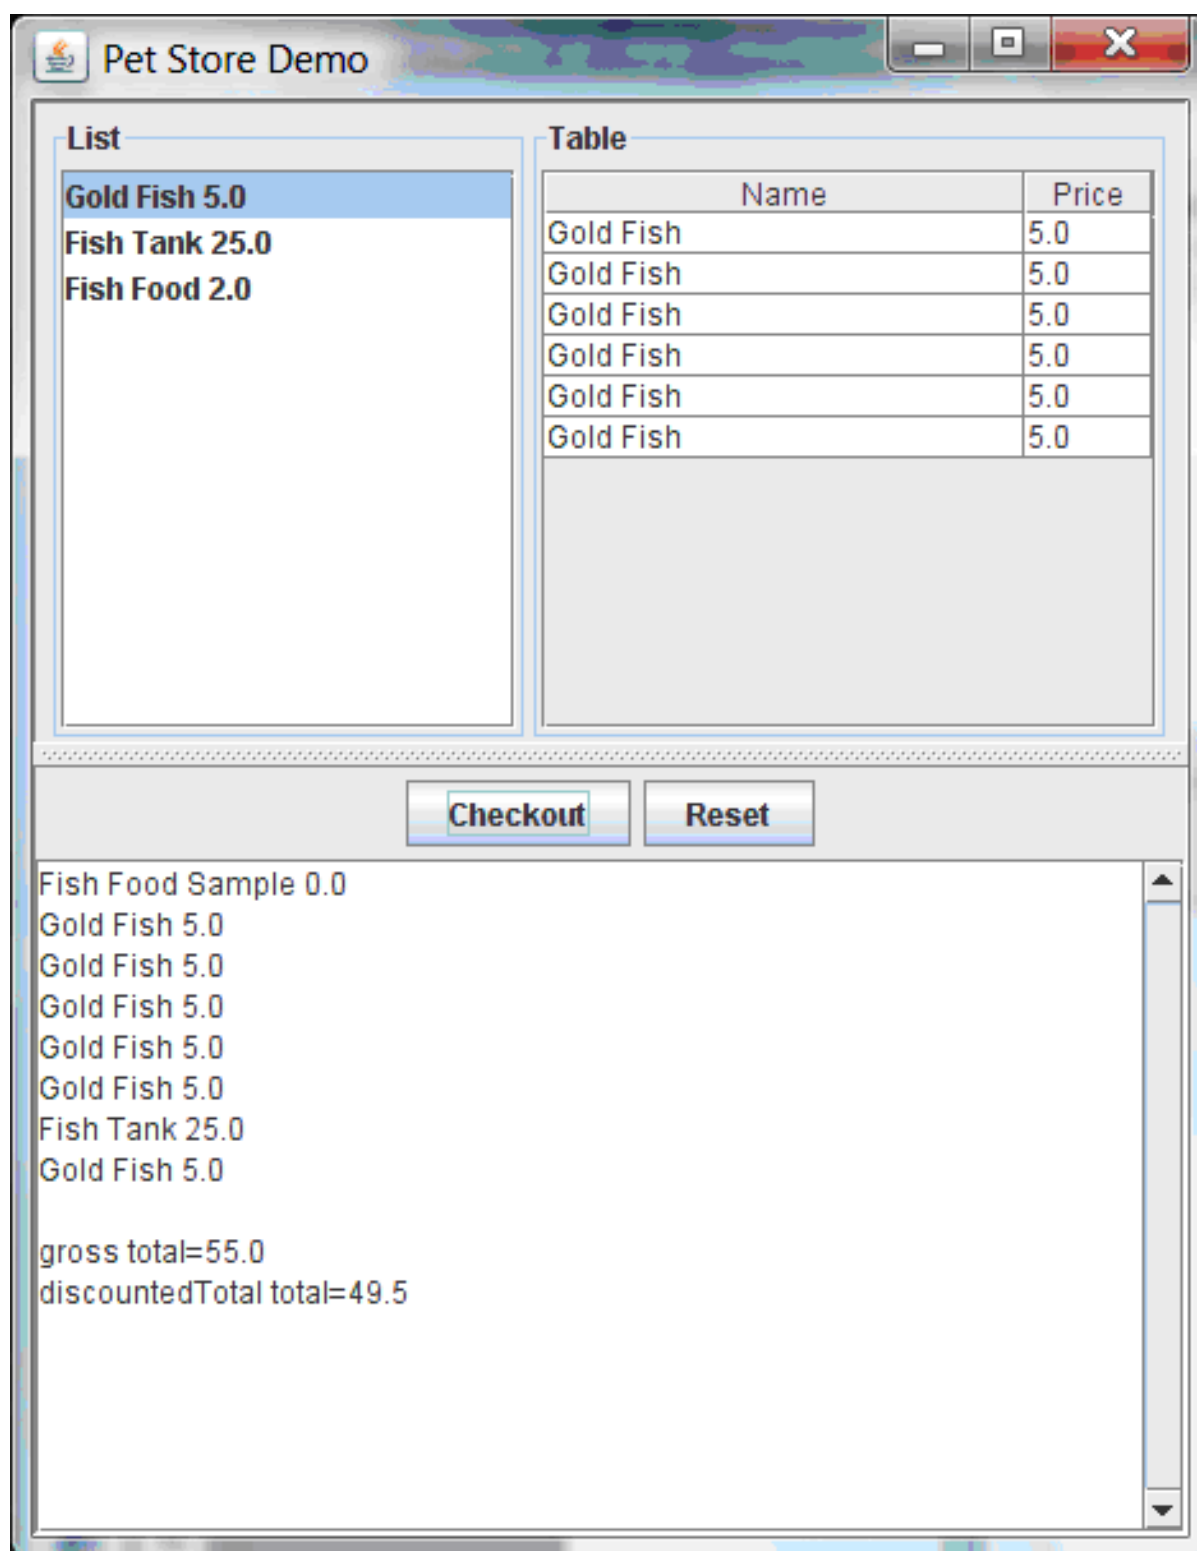 Pet Store Demo
List
Gold Fish 5.0
Fish Tank 25.0
Fish Food 2.0
Table
Name Price
Gold Fish 5.0
Gold Fish 5.0
Gold Fish 5.0
Gold Fish 5.0
Gold Fish 5.0
Gold Fish 5.0
Checkout Reset
Fish Food Sample 0.0
Gold Fish 5.0
Gold Fish 5.0
Gold Fish 5.0
Gold Fish 5.0
Gold Fish 5.0
Fish Tank 25.0
Gold Fish 5.0
gross total=55.0
discountedTotal total=49.5